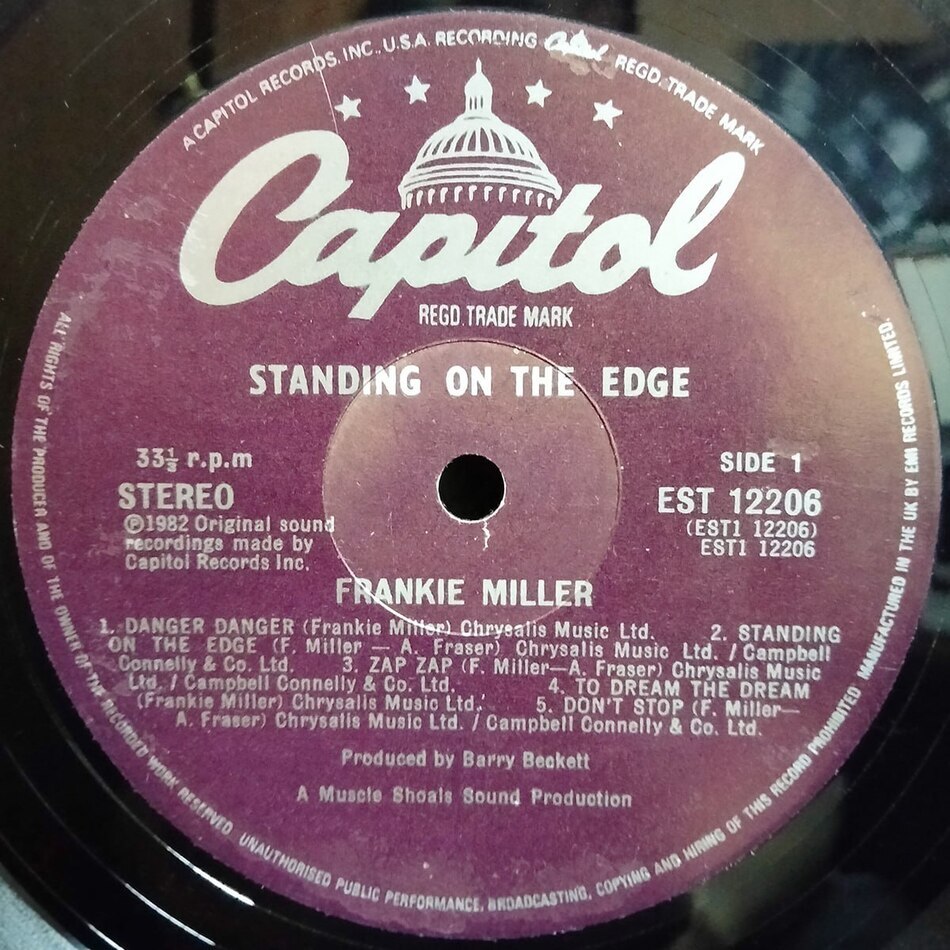 A CAPITOL RECORDS, INC., U.S.A. RECORDING Capitol REGD. TRADE MARK
Capitol
REGD. TRADE MARK
STANDING ON THE EDGE
33⅓ r.p.m
STEREO
℗1982 Original sound
recordings made by
Capitol Records Inc.
SIDE 1
EST 12206
(EST1 12206)
EST1 12206
FRANKIE MILLER
1. DANGER DANGER (Frankie Miller) Chrysalis Music Ltd. 2. STANDING
ON THE EDGE (F. Miller — A. Fraser) Chrysalis Music Ltd. / Campbell
Connelly & Co. Ltd. 3. ZAP ZAP (F. Miller—A. Fraser) Chrysalis Music
Ltd. / Campbell Connelly & Co. Ltd. 4. TO DREAM THE DREAM
(Frankie Miller) Chrysalis Music Ltd. 5. DON'T STOP (F. Miller—
A. Fraser) Chrysalis Music Ltd. / Campbell Connelly & Co. Ltd.
Produced by Barry Beckett
A Muscle Shoals Sound Production
ALL RIGHTS OF THE PRODUCER AND OF THE OWNER OF THE RECORDED WORK RESERVED UNAUTHORISED PUBLIC PERFORMANCE, BROADCASTING, COPYING AND HIRING OF THIS RECORD PROHIBITED MANUFACTURED IN THE UK BY EMI RECORDS LIMITED.